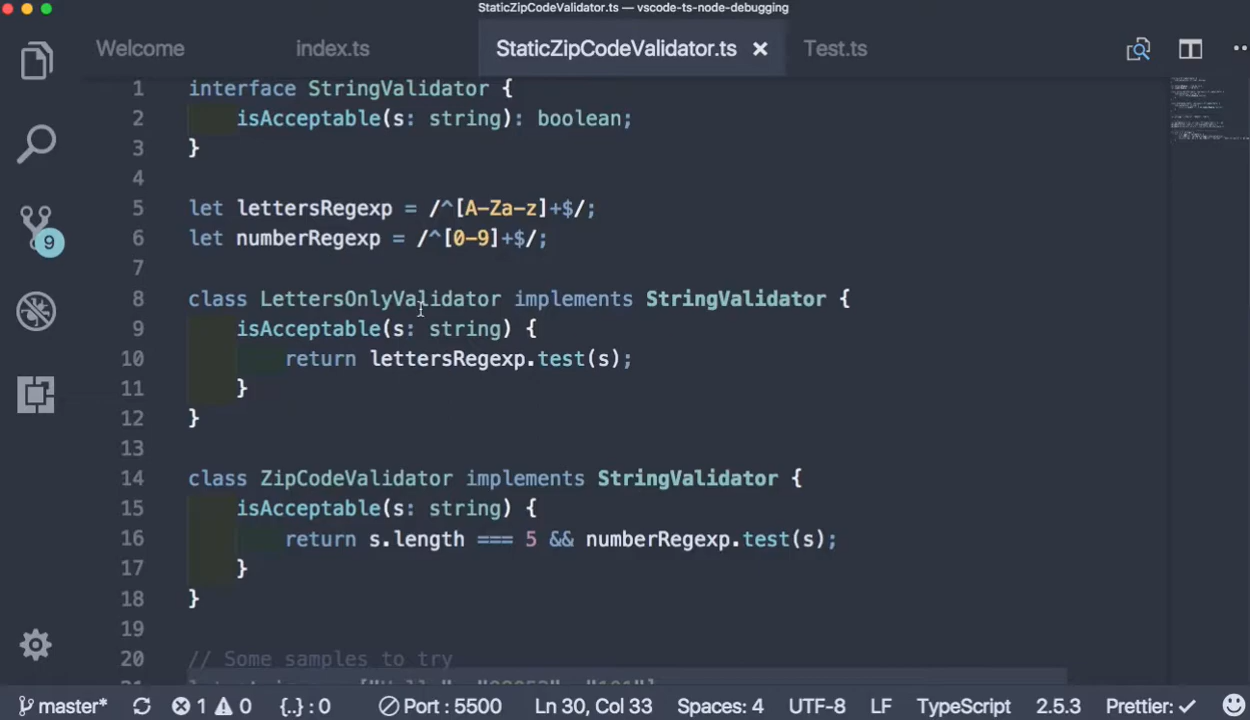 StaticZipCodeValidator.ts — vscode-ts-node-debugging
Welcome index.ts StaticZipCodeValidator.ts × Test.ts
1 interface StringValidator {
2 isAcceptable(s: string): boolean;
3 }
4
5 let lettersRegexp = /^[A-Za-z]+$/;
6 let numberRegexp = /^[0-9]+$/;
7
8 class LettersOnlyValidator implements StringValidator {
9 isAcceptable(s: string) {
10 return lettersRegexp.test(s);
11 }
12 }
13
14 class ZipCodeValidator implements StringValidator {
15 isAcceptable(s: string) {
16 return s.length === 5 && numberRegexp.test(s);
17 }
18 }
19
20 // Some samples to try
9
master* 1 0 {..} : 0 Port : 5500 Ln 30, Col 33 Spaces: 4 UTF-8 LF TypeScript 2.5.3 Prettier: ✓